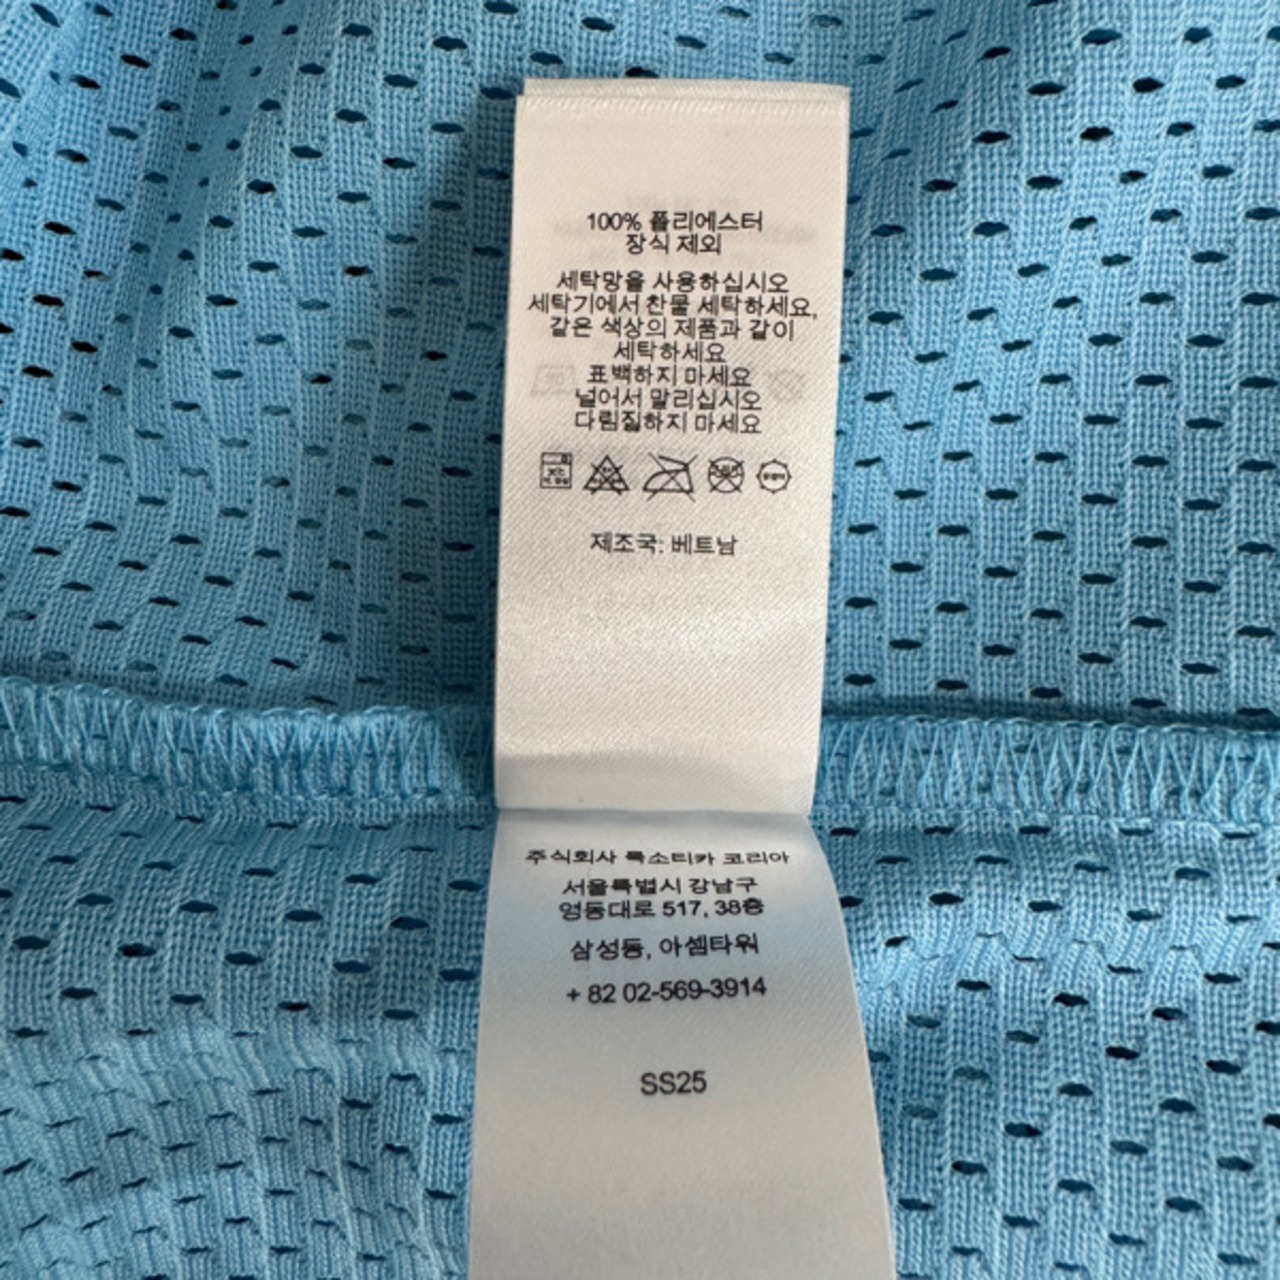 100% 폴리에스터
장식 제외
세탁망을 사용하십시오
세탁기에서 찬물 세탁하세요,
같은 색상의 제품과 같이
세탁하세요
표백하지 마세요
널어서 말리십시오
다림질하지 마세요
제조국: 베트남
주식회사 룩소티카 코리아
서울특별시 강남구
영동대로 517, 38층
삼성동, 아셈타워
+ 82 02-569-3914
SS25